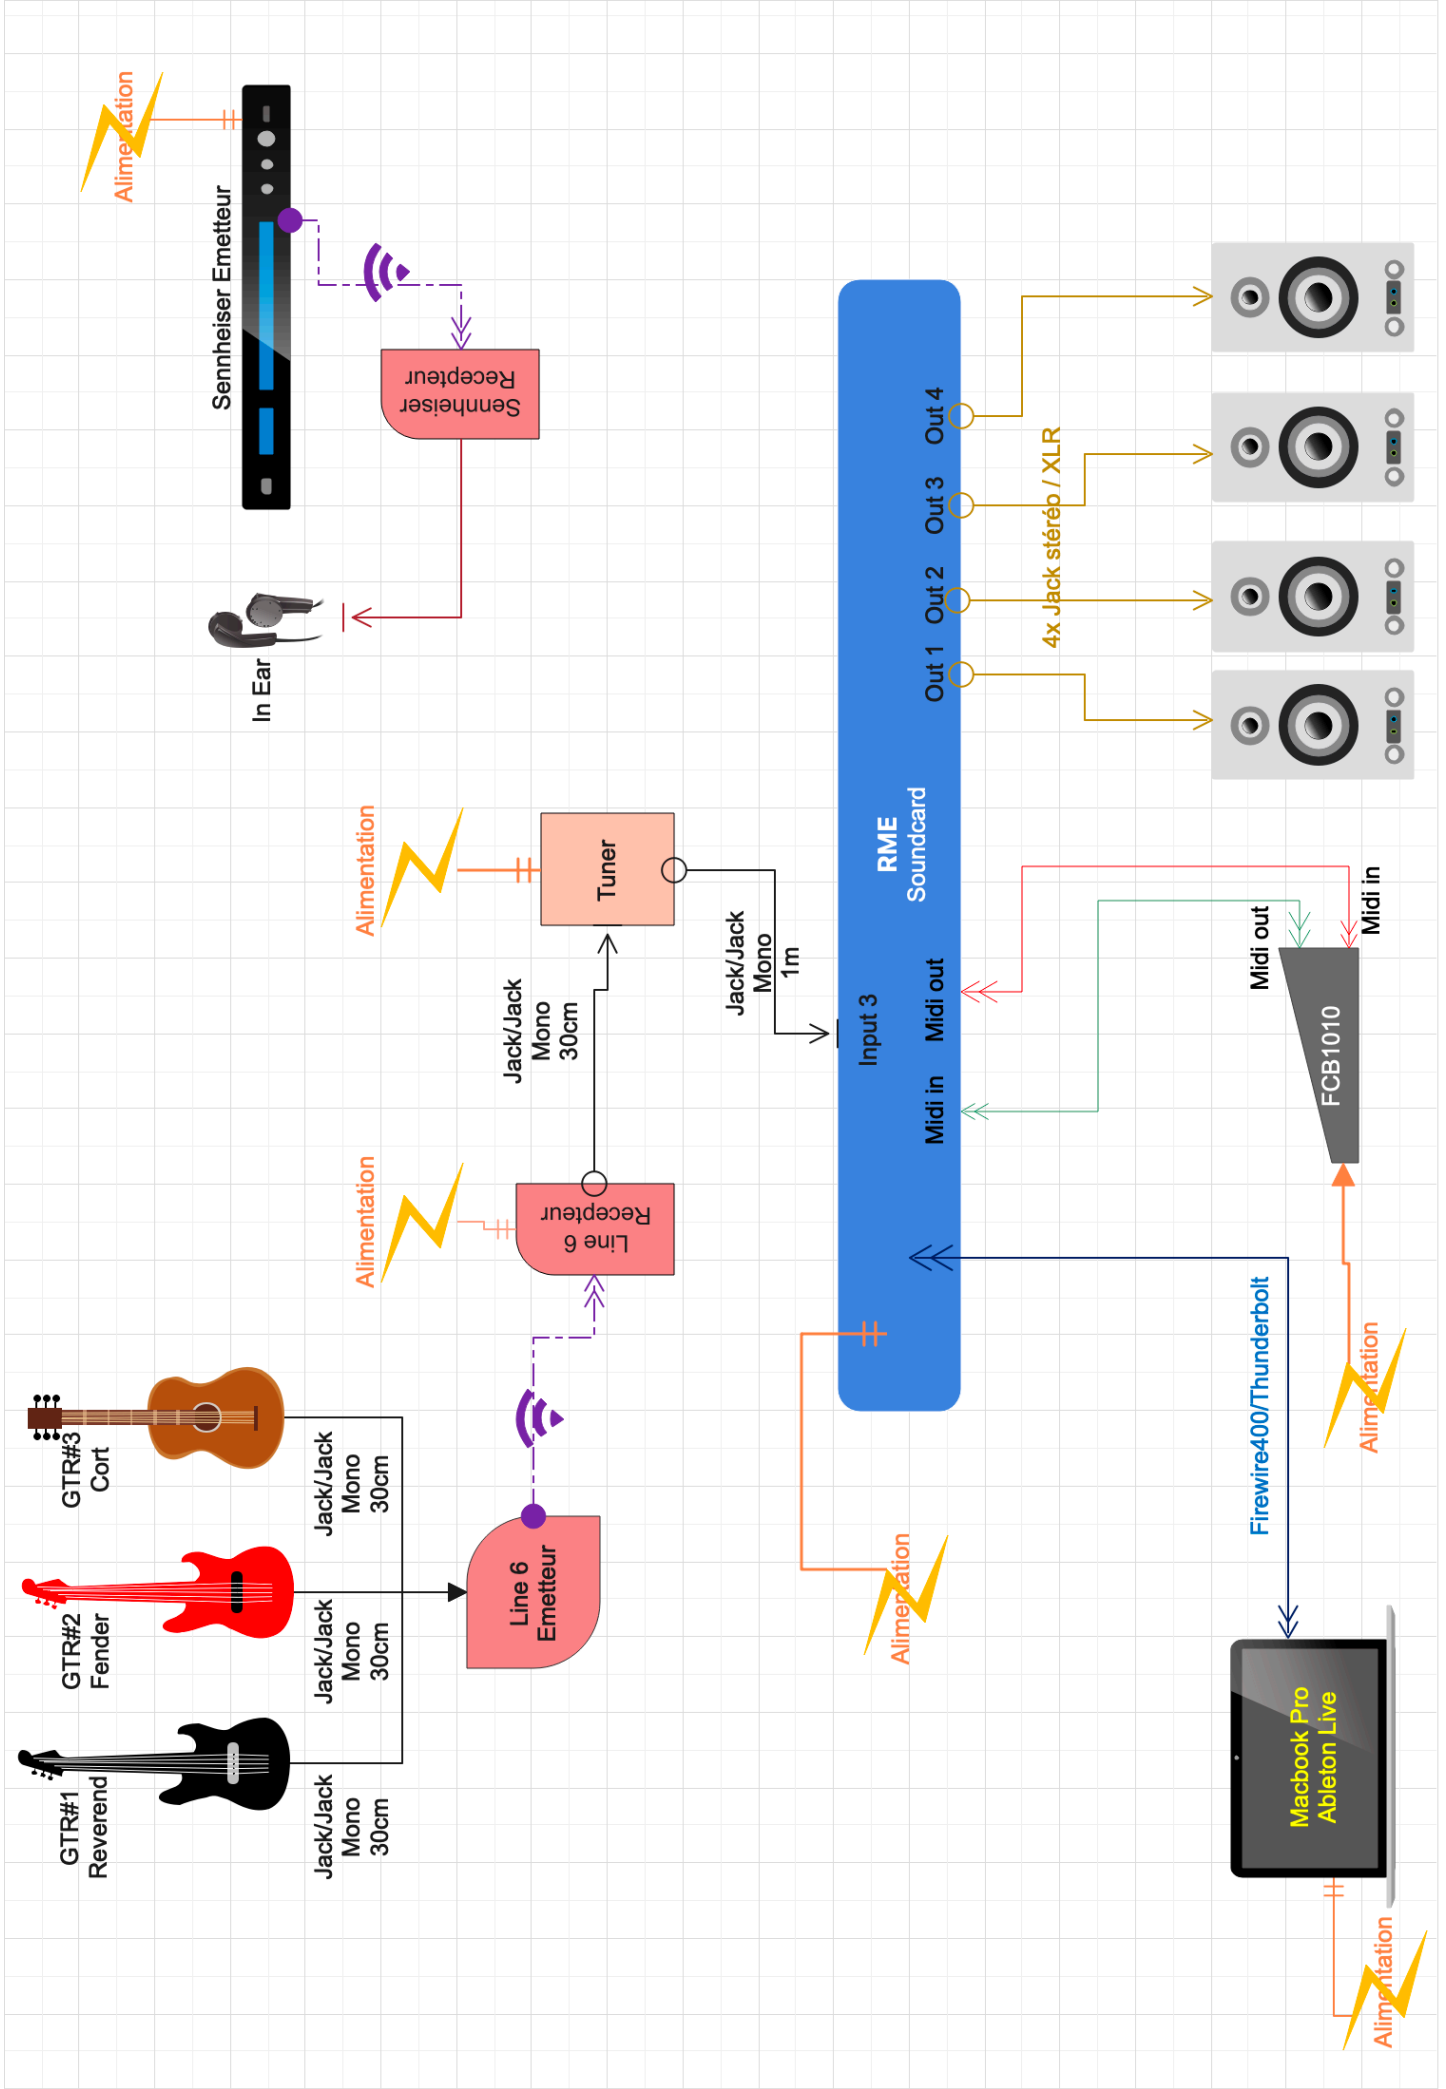 GTR#1
Reverend
GTR#2
Fender
GTR#3
Cort
Jack/Jack
Mono
30cm
Jack/Jack
Mono
30cm
Jack/Jack
Mono
30cm
Line 6
Emetteur
Alimentation
Line 6
Recepteur
Jack/Jack
Mono
30cm
Alimentation
Tuner
Jack/Jack
Mono
1m
In Ear
Sennheiser Emetteur
Alimentation
Sennheiser
Recepteur
Input 3
RME
Soundcard
Midi in
Midi out
Out 1
Out 2
Out 3
Out 4
4x Jack stéréo / XLR
Alimentation
Firewire400/Thunderbolt
Midi out
Midi in
FCB1010
Alimentation
Macbook Pro
Ableton Live
Alimentation